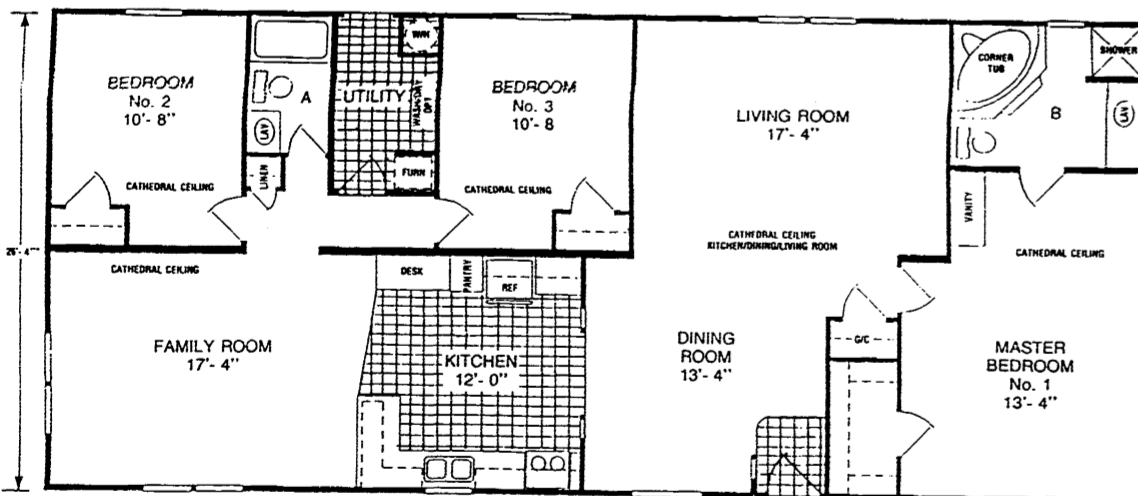 BEDROOM
No. 2
10'- 8"
CATHEDRAL CEILING
A
LAV
LINEN
UTILITY
W/H
WASH/DRY
OPT
FURN
BEDROOM
No. 3
10'- 8
CATHEDRAL CEILING
LIVING ROOM
17'- 4"
CATHEDRAL CEILING
KITCHEN/DINING/LIVING ROOM
CORNER
TUB
SHOWER
B
LAV
VANITY
CATHEDRAL CEILING
26'- 4"
CATHEDRAL CEILING
FAMILY ROOM
17'- 4"
DESK
PANTRY
REF
KITCHEN
12'- 0"
DINING
ROOM
13'- 4"
G/C
MASTER
BEDROOM
No. 1
13'- 4"